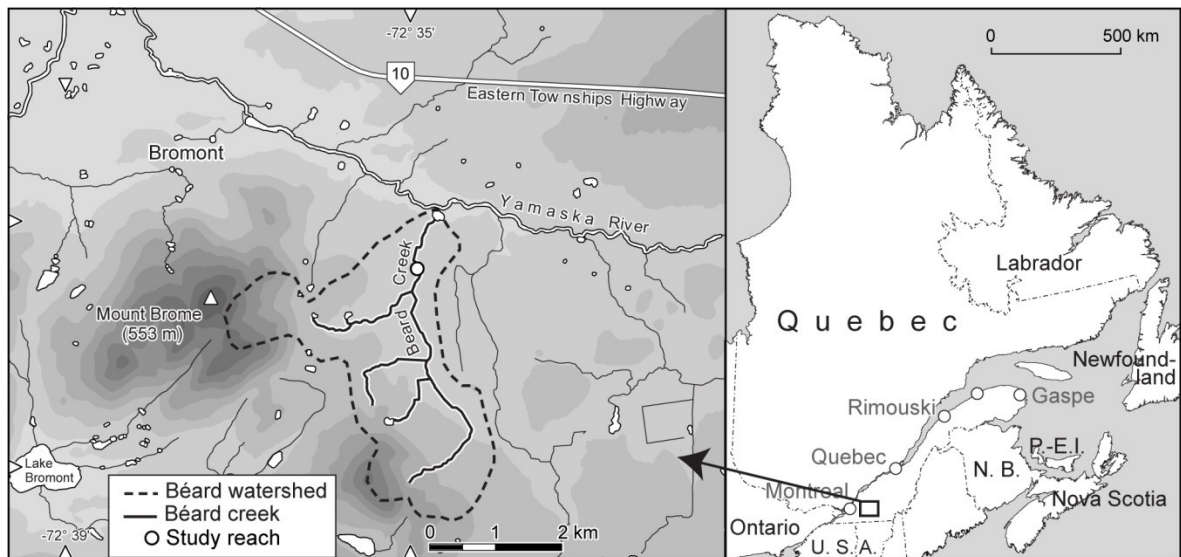 -72° 35'
10
Eastern Townships Highway
Bromont
Yamaska River
Mount Brome
(553 m)
Beard Creek
Lake
Bromont
-72° 39'
Béard watershed
Béard creek
Study reach
0 1 2 km
0 500 km
Labrador
Quebec
Newfound-
land
Rimouski
Gaspe
P.-E.I.
Quebec
N. B.
Montreal
Nova Scotia
Ontario
U. S. A.